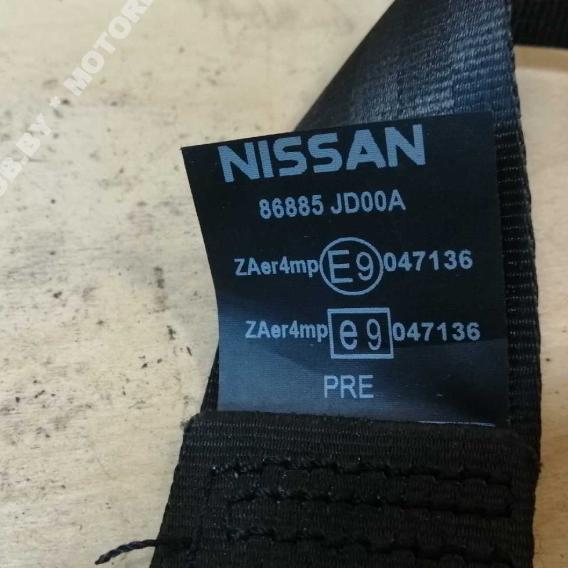 NISSAN
86885 JD00A
ZAer4mp E9 047136
ZAer4mp e9 047136
PRE